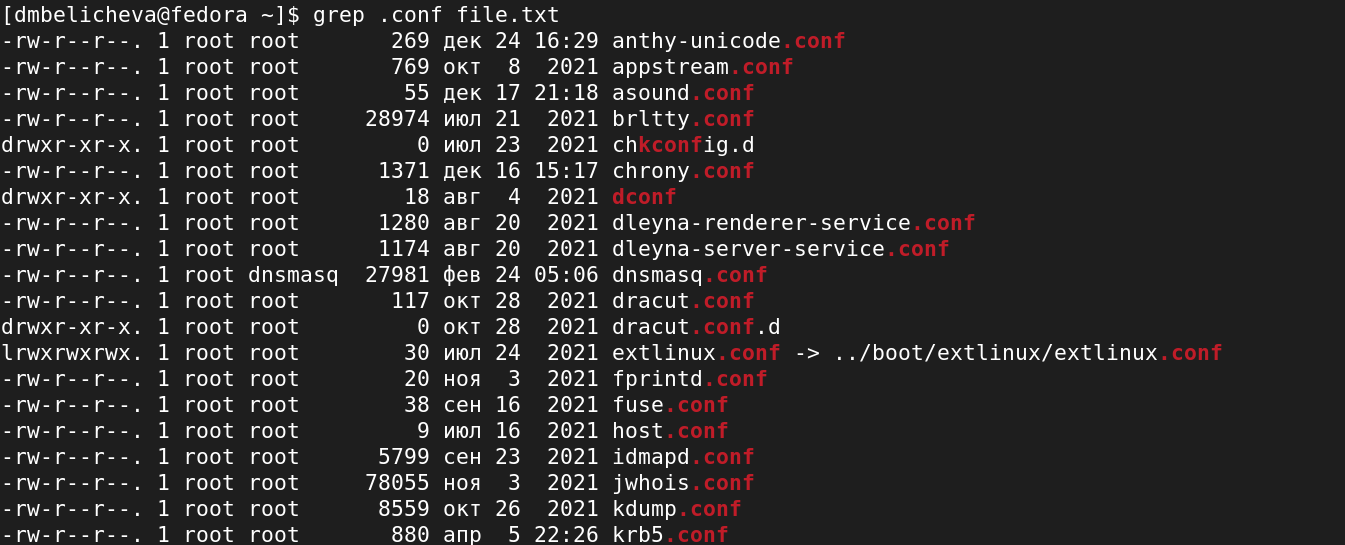 [dmbelicheva@fedora ~]$ grep .conf file.txt
-rw-r--r--. 1 root root       269 дек 24 16:29 anthy-unicode.conf
-rw-r--r--. 1 root root       769 окт  8  2021 appstream.conf
-rw-r--r--. 1 root root        55 дек 17 21:18 asound.conf
-rw-r--r--. 1 root root     28974 июл 21  2021 brltty.conf
drwxr-xr-x. 1 root root         0 июл 23  2021 chkconfig.d
-rw-r--r--. 1 root root      1371 дек 16 15:17 chrony.conf
drwxr-xr-x. 1 root root        18 авг  4  2021 dconf
-rw-r--r--. 1 root root      1280 авг 20  2021 dleyna-renderer-service.conf
-rw-r--r--. 1 root root      1174 авг 20  2021 dleyna-server-service.conf
-rw-r--r--. 1 root dnsmasq  27981 фев 24 05:06 dnsmasq.conf
-rw-r--r--. 1 root root       117 окт 28  2021 dracut.conf
drwxr-xr-x. 1 root root         0 окт 28  2021 dracut.conf.d
lrwxrwxrwx. 1 root root        30 июл 24  2021 extlinux.conf -> ../boot/extlinux/extlinux.conf
-rw-r--r--. 1 root root        20 ноя  3  2021 fprintd.conf
-rw-r--r--. 1 root root        38 сен 16  2021 fuse.conf
-rw-r--r--. 1 root root         9 июл 16  2021 host.conf
-rw-r--r--. 1 root root      5799 сен 23  2021 idmapd.conf
-rw-r--r--. 1 root root     78055 ноя  3  2021 jwhois.conf
-rw-r--r--. 1 root root      8559 окт 26  2021 kdump.conf
-rw-r--r--. 1 root root       880 апр  5 22:26 krb5.conf